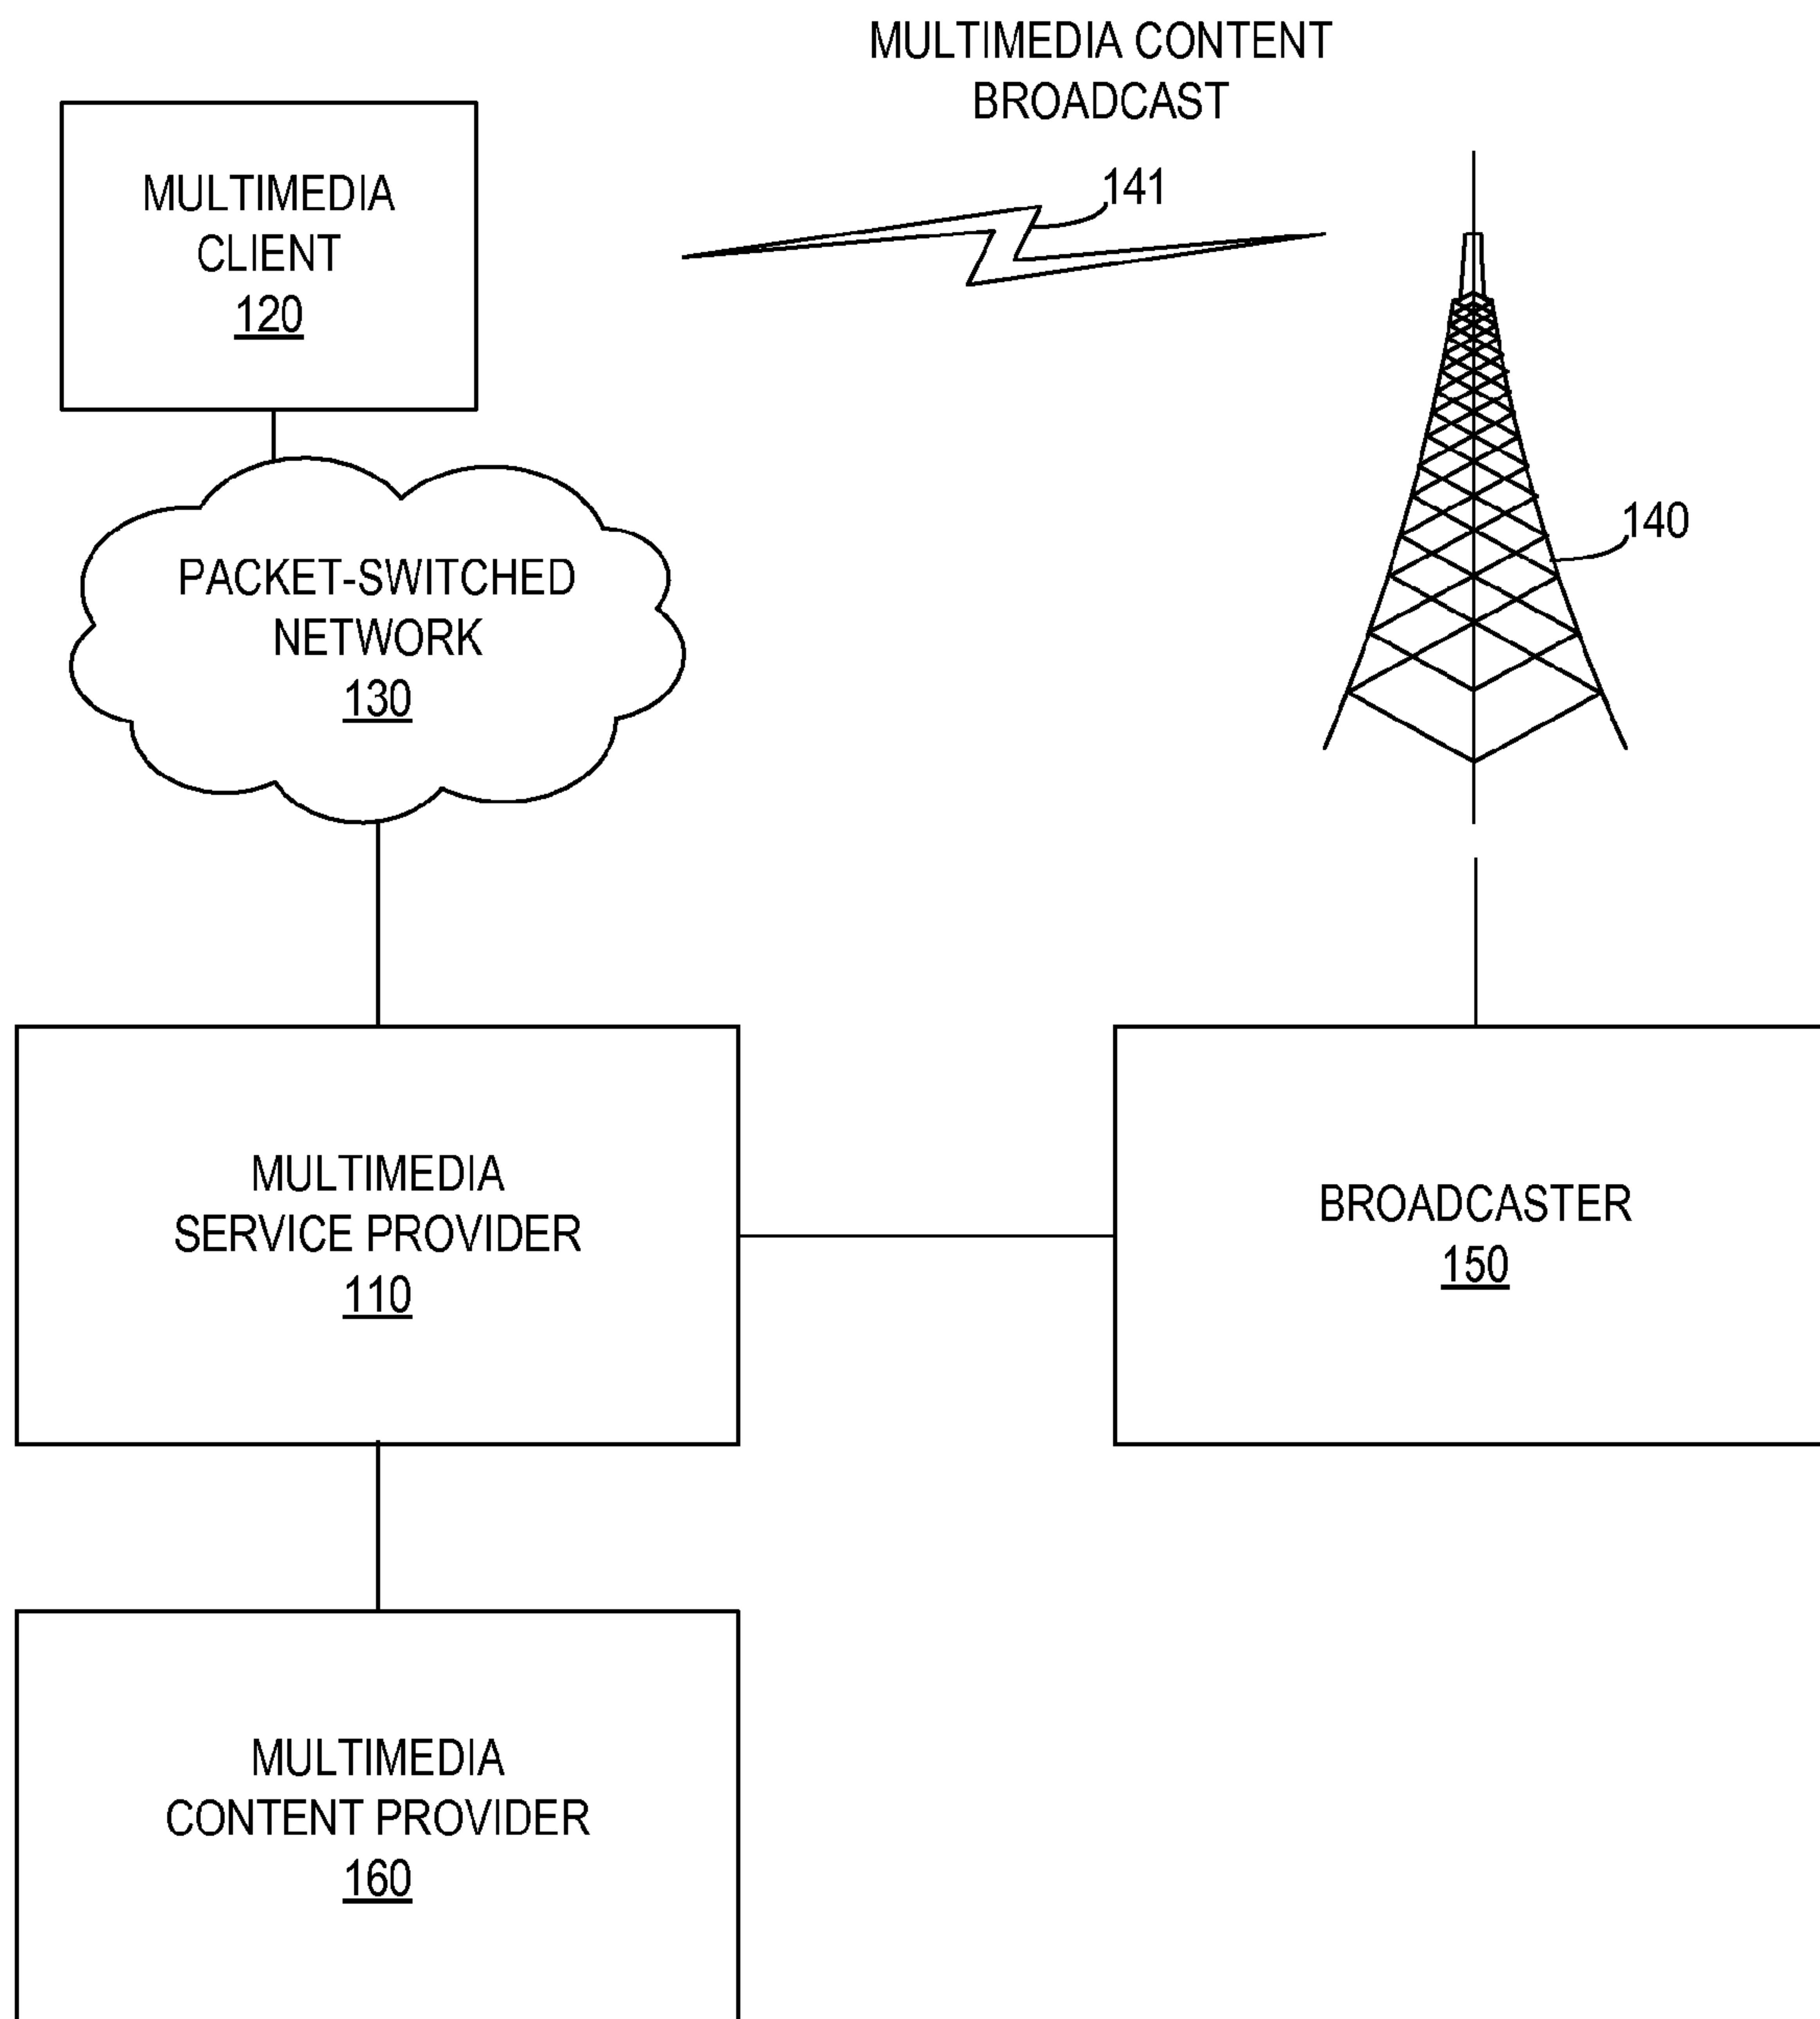 MULTIMEDIA CONTENT
BROADCAST
141
MULTIMEDIA
CLIENT
120
140
PACKET-SWITCHED
NETWORK
130
MULTIMEDIA
SERVICE PROVIDER
110
BROADCASTER
150
MULTIMEDIA
CONTENT PROVIDER
160